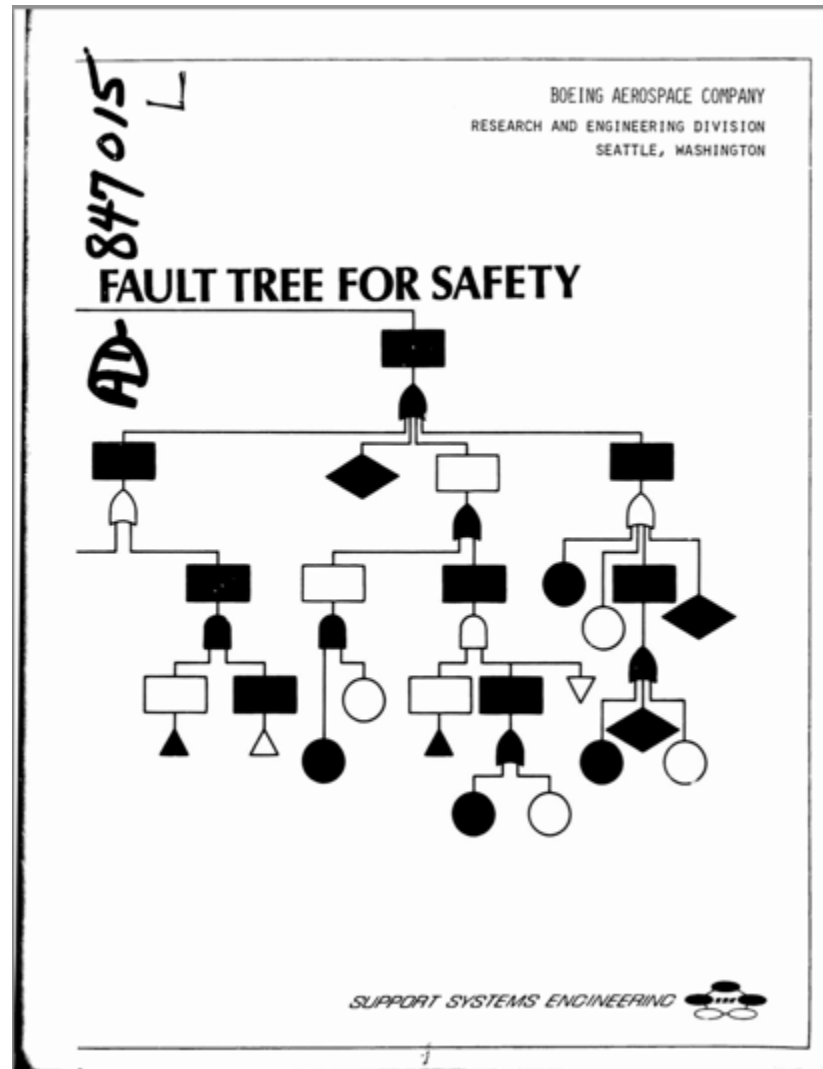 BOEING AEROSPACE COMPANY
RESEARCH AND ENGINEERING DIVISION
SEATTLE, WASHINGTON
AD-847015
L
FAULT TREE FOR SAFETY
SUPPORT SYSTEMS ENGINEERING